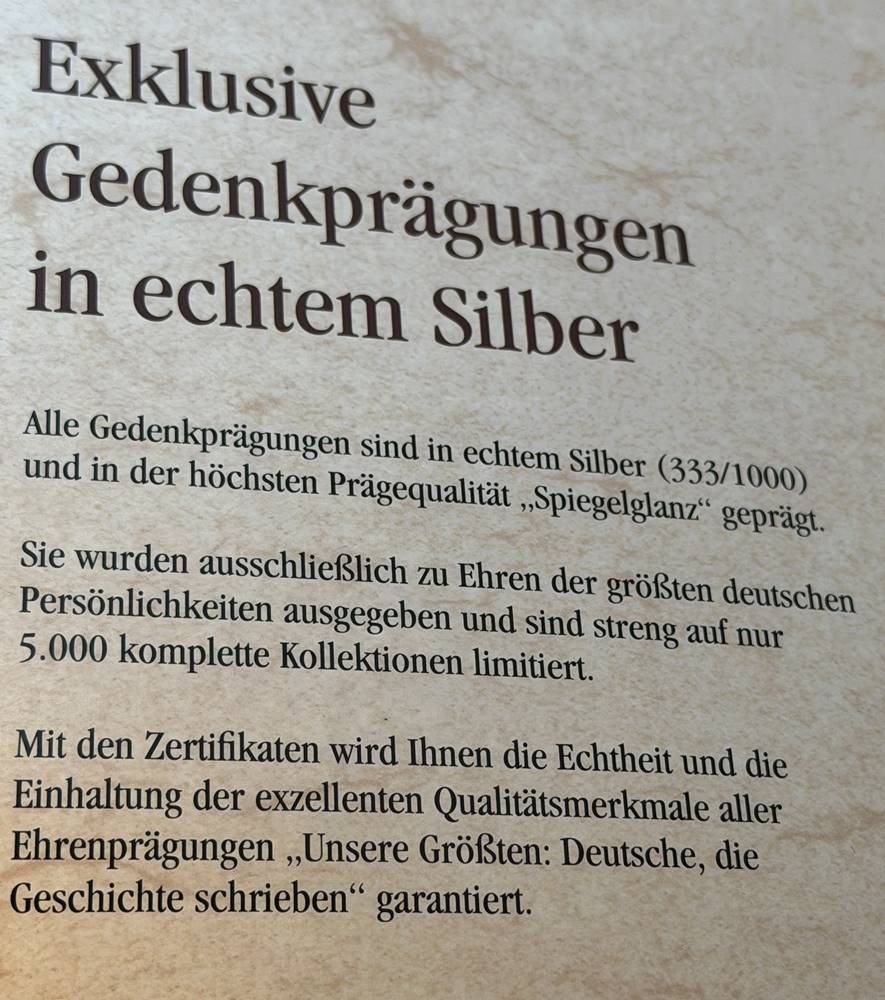 Exklusive
Gedenkprägungen
in echtem Silber
Alle Gedenkprägungen sind in echtem Silber (333/1000)
und in der höchsten Prägequalität „Spiegelglanz“ geprägt.
Sie wurden ausschließlich zu Ehren der größten deutschen
Persönlichkeiten ausgegeben und sind streng auf nur
5.000 komplette Kollektionen limitiert.
Mit den Zertifikaten wird Ihnen die Echtheit und die
Einhaltung der exzellenten Qualitätsmerkmale aller
Ehrenprägungen „Unsere Größten: Deutsche, die
Geschichte schrieben“ garantiert.